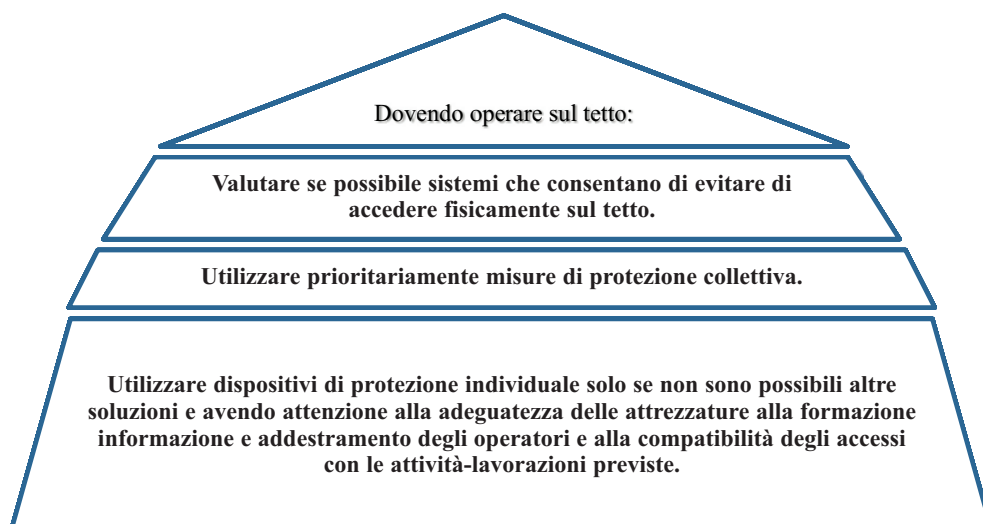 Dovendo operare sul tetto:
Valutare se possibile sistemi che consentano di evitare di
accedere fisicamente sul tetto.
Utilizzare prioritariamente misure di protezione collettiva.
Utilizzare dispositivi di protezione individuale solo se non sono possibili altre
soluzioni e avendo attenzione alla adeguatezza delle attrezzature alla formazione
informazione e addestramento degli operatori e alla compatibilità degli accessi
con le attività-lavorazioni previste.